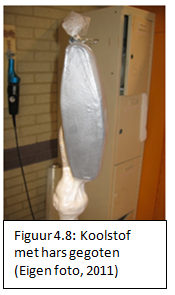 Figuur 4.8: Koolstof
met hars gegoten
(Eigen foto, 2011)